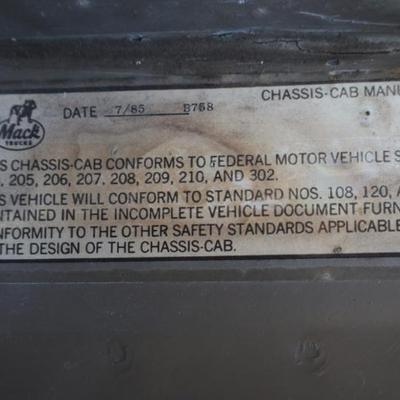 CHASSIS-CAB MANU
DATE 7/85 B758
Mack
TRUCKS
S CHASSIS-CAB CONFORMS TO FEDERAL MOTOR VEHICLE S
, 205, 206, 207, 208, 209, 210, AND 302.
S VEHICLE WILL CONFORM TO STANDARD NOS. 108, 120, A
NTAINED IN THE INCOMPLETE VEHICLE DOCUMENT FURN
NFORMITY TO THE OTHER SAFETY STANDARDS APPLICABLE
THE DESIGN OF THE CHASSIS-CAB.